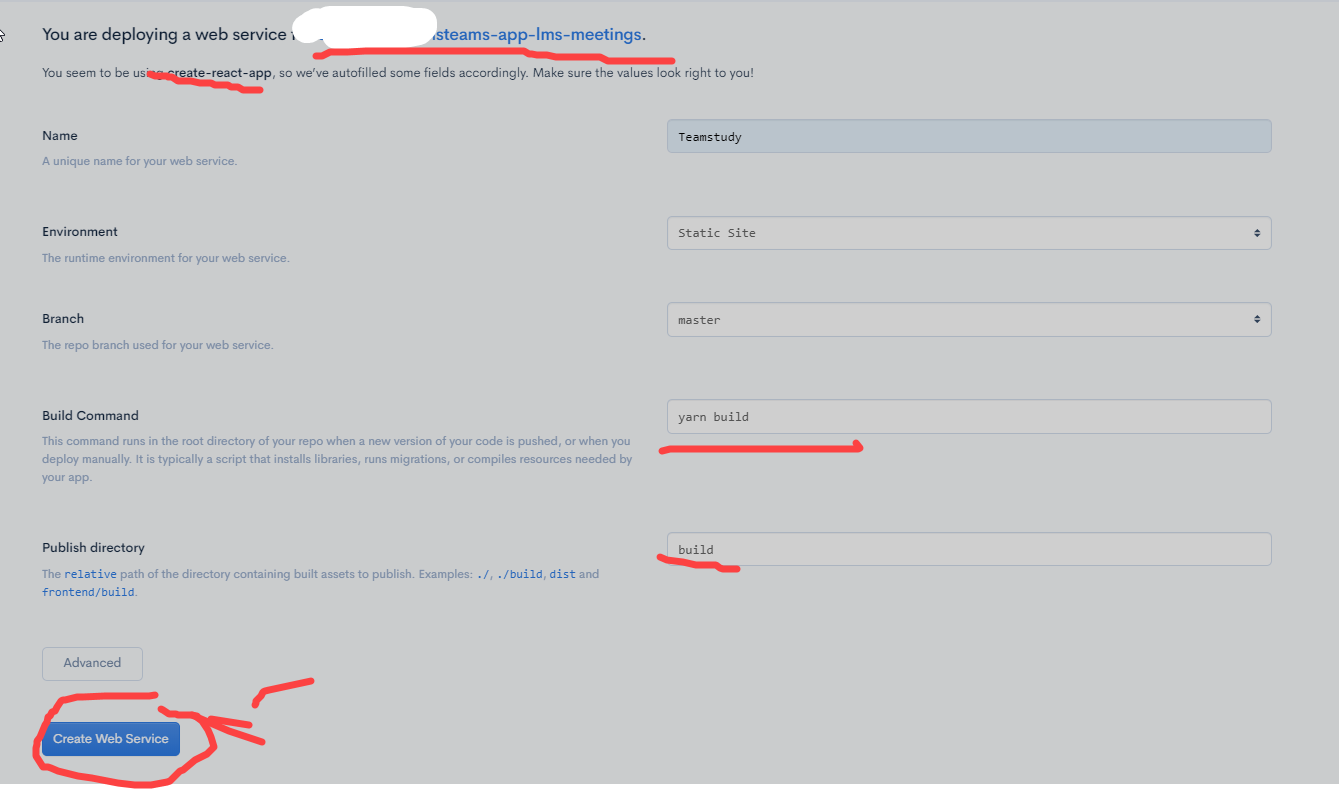 You are deploying a web service steams-app-lms-meetings.
You seem to be using create-react-app, so we've autofilled some fields accordingly. Make sure the values look right to you!
Name
Teamstudy
A unique name for your web service.
Environment
Static Site
The runtime environment for your web service.
Branch
master
The repo branch used for your web service.
Build Command
yarn build
This command runs in the root directory of your repo when a new version of your code is pushed, or when you
deploy manually. It is typically a script that installs libraries, runs migrations, or compiles resources needed by
your app.
Publish directory
build
The relative path of the directory containing built assets to publish. Examples: ./, ./build, dist and
frontend/build.
Advanced
Create Web Service